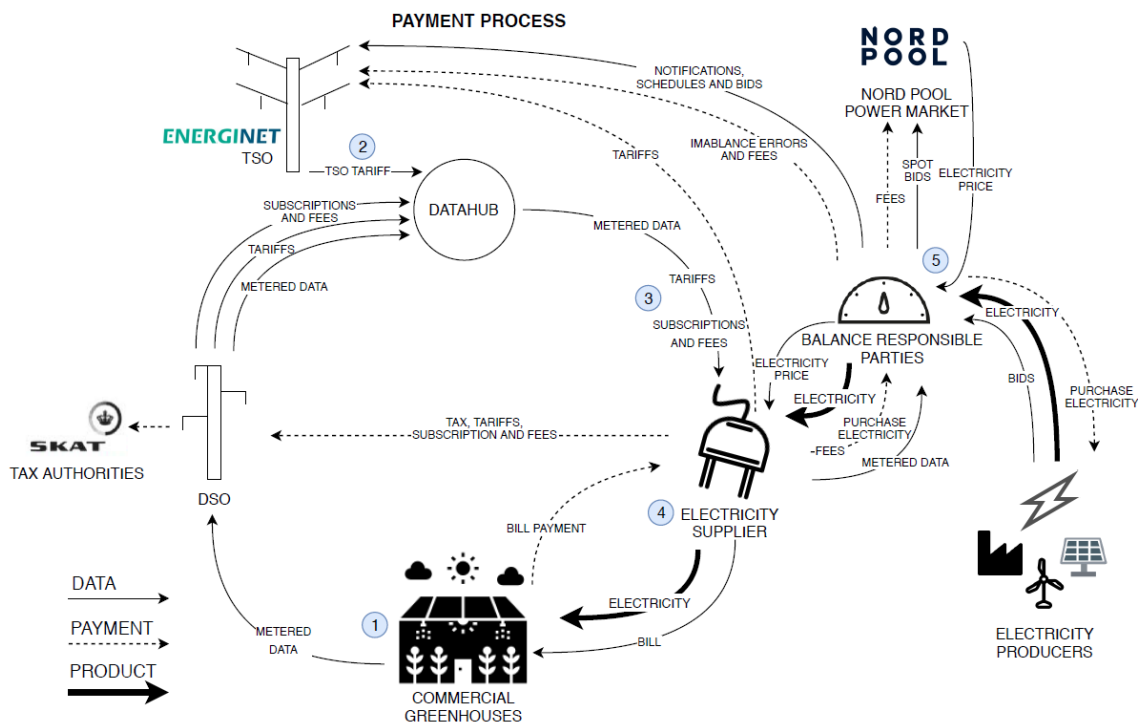 PAYMENT PROCESS
NORD
POOL
NORD POOL
POWER MARKET
NOTIFICATIONS,
SCHEDULES AND BIDS
ENERGINET
TSO
2
TSO TARIFF
IMABLANCE ERRORS
AND FEES
TARIFFS
SPOT
BIDS
ELECTRICITY
PRICE
FEES
SUBSCRIPTIONS
AND FEES
DATAHUB
METERED DATA
TARIFFS
METERED DATA
5
3
TARIFFS
SUBSCRIPTIONS
AND FEES
ELECTRICITY
BALANCE RESPONSIBLE
PARTIES
ELECTRICITY
PRICE
BIDS
ELECTRICITY
PURCHASE
ELECTRICITY
PURCHASE
ELECTRICITY
FEES
METERED DATA
SKAT
TAX AUTHORITIES
TAX, TARIFFS,
SUBSCRIPTION AND FEES
DSO
4
ELECTRICITY
SUPPLIER
BILL PAYMENT
DATA
PAYMENT
PRODUCT
1
ELECTRICITY
METERED
DATA
BILL
COMMERCIAL
GREENHOUSES
ELECTRICITY
PRODUCERS